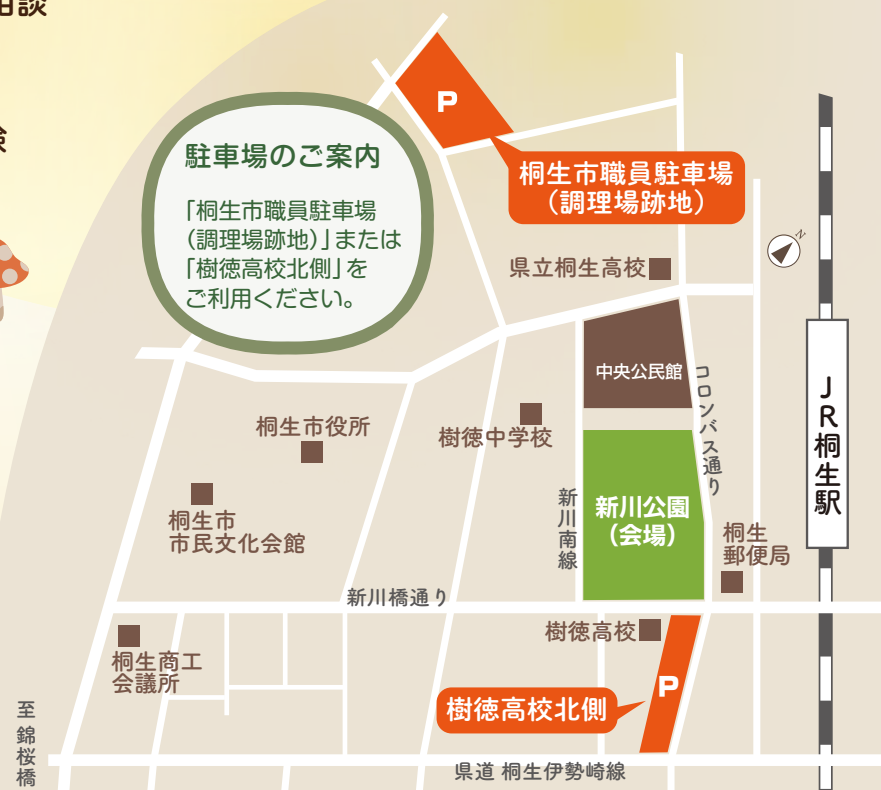 相談
験
駐車場のご案内
「桐生市職員駐車場
(調理場跡地)」または
「樹徳高校北側」を
ご利用ください。
P
桐生市職員駐車場
(調理場跡地)
N
県立桐生高校
中央公民館
コロンバス通り
JR桐生駅
桐生市役所
樹徳中学校
桐生市
市民文化会館
新川南線
新川公園
(会場)
桐生
郵便局
新川橋通り
桐生商工
会議所
樹徳高校
P
樹徳高校北側
至 錦桜橋
県道 桐生伊勢崎線